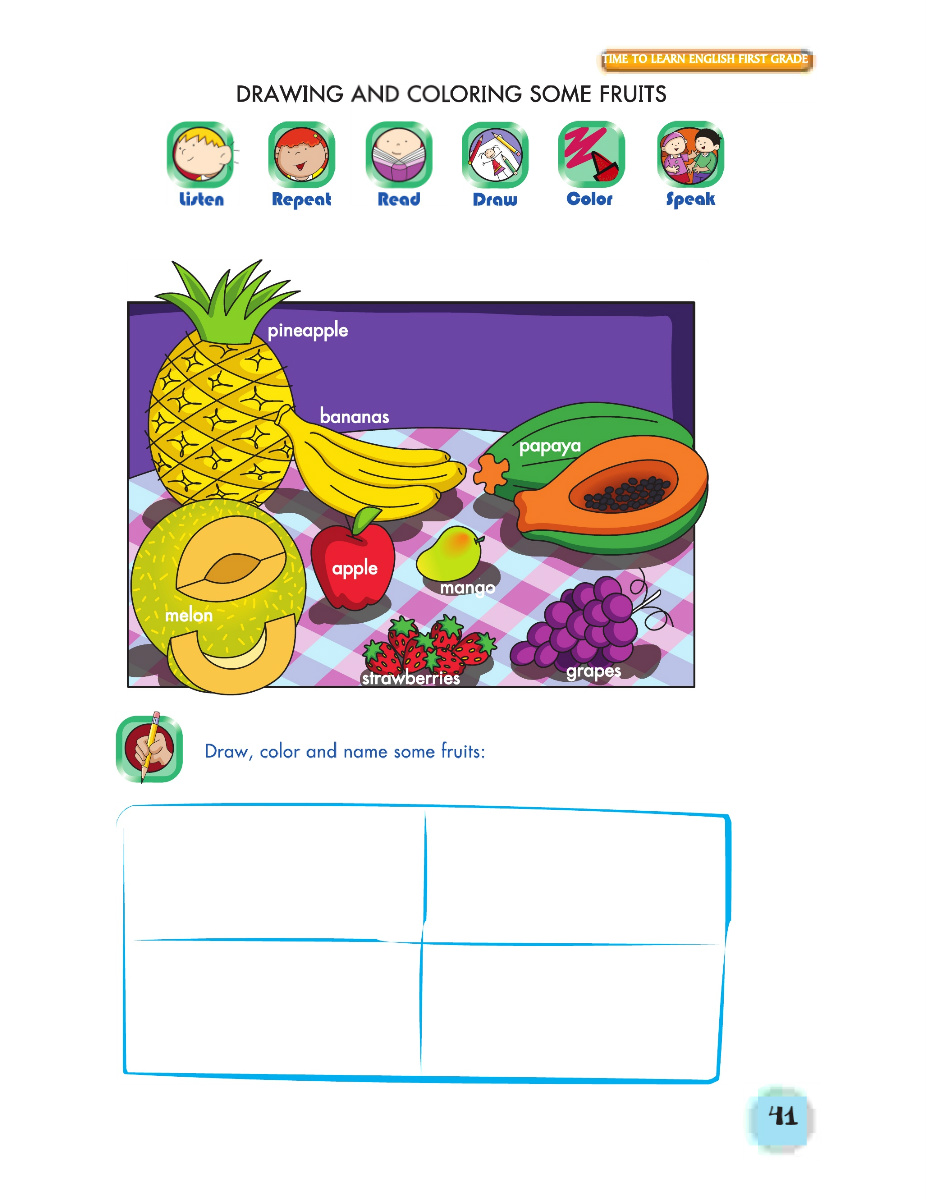 TIME TO LEARN ENGLISH FIRST GRADE
DRAWING AND COLORING SOME FRUITS
Listen Repeat Read Draw Color Speak
pineapple
bananas
papaya
apple
mango
melon
strawberries
grapes
Draw, color and name some fruits:
41